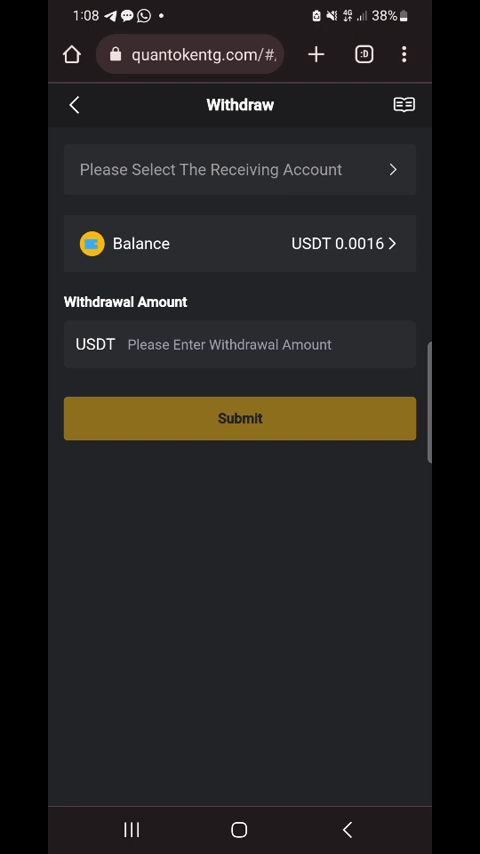 1:08 4G 38%
quantokentg.com/#, :D
Withdraw
Please Select The Receiving Account
Balance USDT 0.0016
Withdrawal Amount
USDT Please Enter Withdrawal Amount
Submit